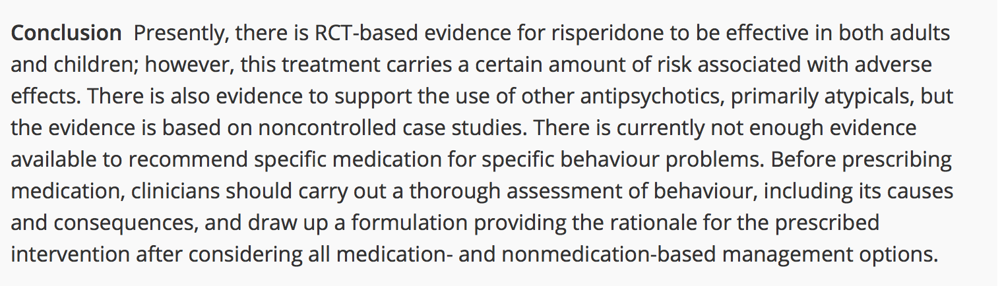 Conclusion Presently, there is RCT-based evidence for risperidone to be effective in both adults
and children; however, this treatment carries a certain amount of risk associated with adverse
effects. There is also evidence to support the use of other antipsychotics, primarily atypicals, but
the evidence is based on noncontrolled case studies. There is currently not enough evidence
available to recommend specific medication for specific behaviour problems. Before prescribing
medication, clinicians should carry out a thorough assessment of behaviour, including its causes
and consequences, and draw up a formulation providing the rationale for the prescribed
intervention after considering all medication- and nonmedication-based management options.